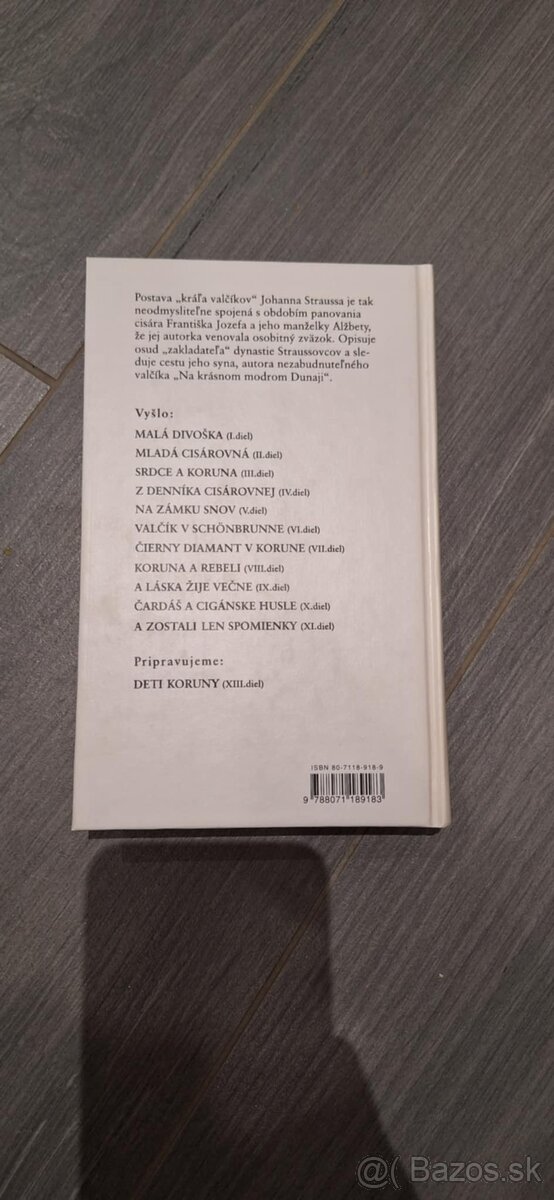 Postava „kráľa valčíkov“ Johanna Straussa je tak
neodmysliteľne spojená s obdobím panovania
cisára Františka Jozefa a jeho manželky Alžbety,
že jej autorka venovala osobitný zväzok. Opisuje
osud „zakladateľa“ dynastie Straussovcov a sle-
duje cestu jeho syna, autora nezabudnuteľného
valčíka „Na krásnom modrom Dunaji“.
Vyšlo:
MALÁ DIVOŠKA (I.diel)
MLADÁ CISÁROVNÁ (II.diel)
SRDCE A KORUNA (III.diel)
Z DENNÍKA CISÁROVNEJ (IV.diel)
NA ZÁMKU SNOV (V.diel)
VALČÍK V SCHÖNBRUNNE (VI.diel)
ČIERNY DIAMANT V KORUNE (VII.diel)
KORUNA A REBELI (VIII.diel)
A LÁSKA ŽIJE VEČNE (IX.diel)
ČARDÁŠ A CIGÁNSKE HUSLE (X.diel)
A ZOSTALI LEN SPOMIENKY (XI.diel)
Pripravujeme:
DETI KORUNY (XIII.diel)
ISBN 80-7118-918-9
9 788071 189183
@( Bazos.sk